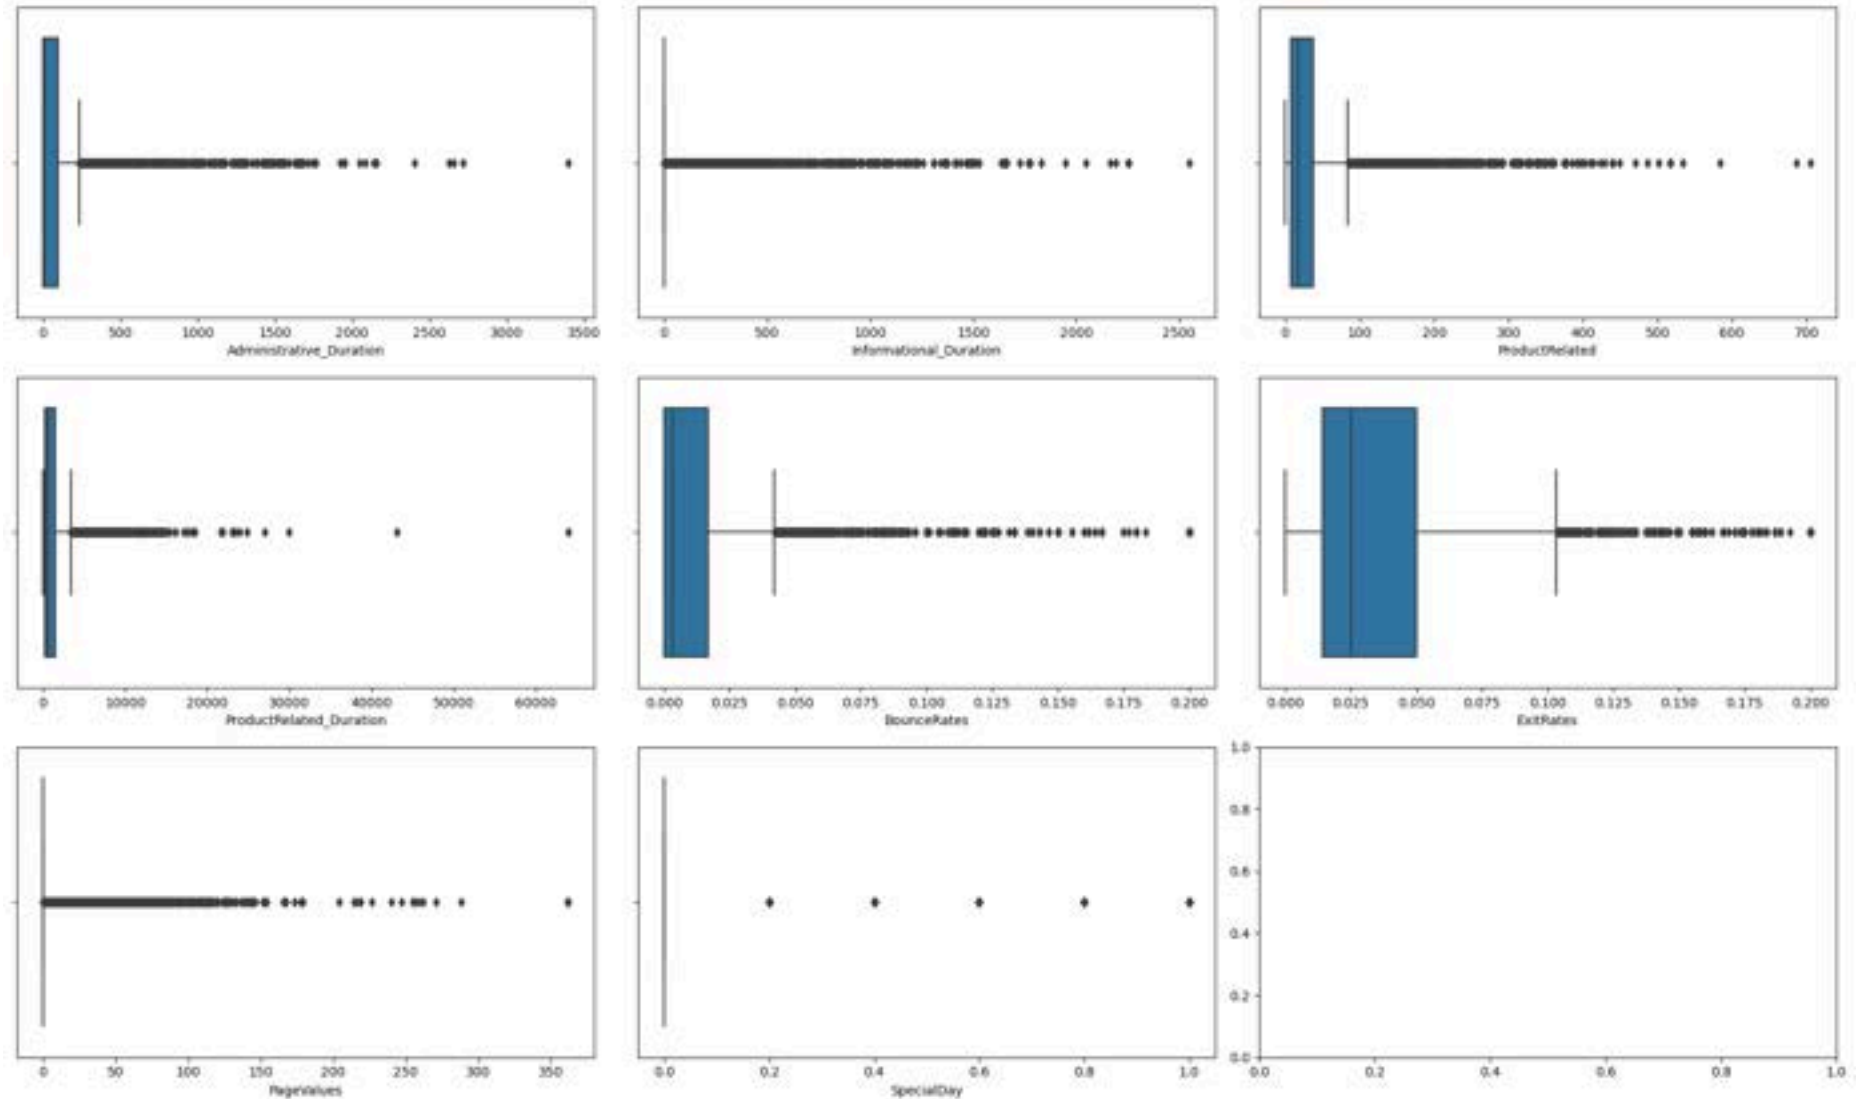 0 500 1000 1500 2000 2500 3000 3500
Administrative_Duration
0 500 1000 1500 2000 2500
Informational_Duration
0 100 200 300 400 500 600 700
ProductRelated
0 10000 20000 30000 40000 50000 60000
ProductRelated_Duration
0.000 0.025 0.050 0.075 0.100 0.125 0.150 0.175 0.200
BounceRates
0.000 0.025 0.050 0.075 0.100 0.125 0.150 0.175 0.200
ExitRates
0 50 100 150 200 250 300 350
PageValues
0.0 0.2 0.4 0.6 0.8 1.0
SpecialDay
1.0
0.8
0.6
0.4
0.2
0.0
0.0 0.2 0.4 0.6 0.8 1.0